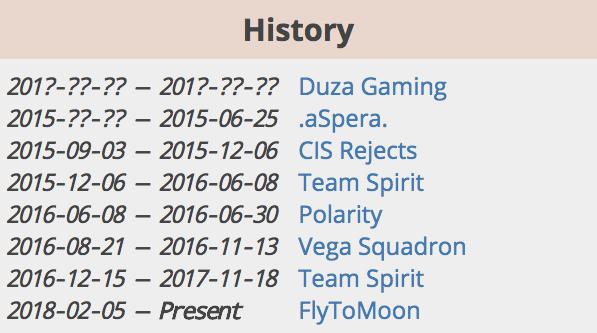 History
201?-??-?? — 201?-??-?? Duza Gaming
2015-??-?? — 2015-06-25 .aSpera.
2015-09-03 — 2015-12-06 CIS Rejects
2015-12-06 — 2016-06-08 Team Spirit
2016-06-08 — 2016-06-30 Polarity
2016-08-21 — 2016-11-13 Vega Squadron
2016-12-15 — 2017-11-18 Team Spirit
2018-02-05 — Present FlyToMoon